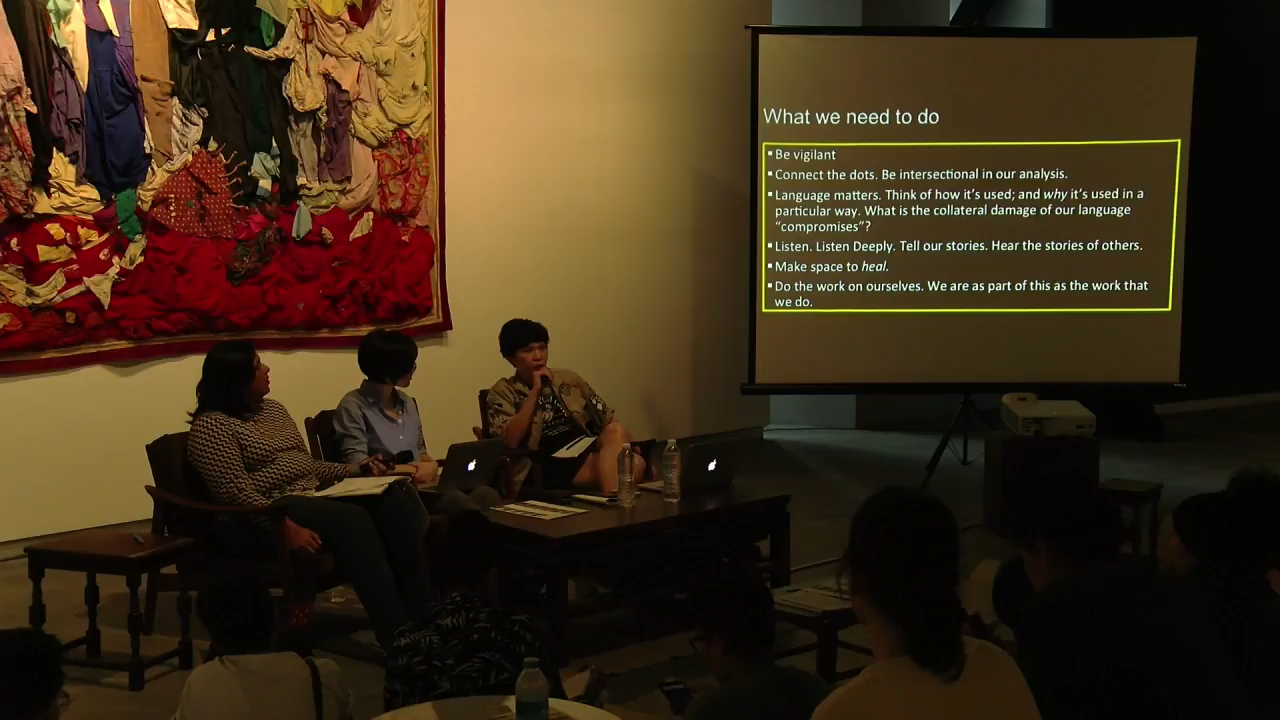 What we need to do
▪ Be vigilant
▪ Connect the dots. Be intersectional in our analysis.
▪ Language matters. Think of how it's used; and why it's used in a
particular way. What is the collateral damage of our language
"compromises"?
▪ Listen. Listen Deeply. Tell our stories. Hear the stories of others.
▪ Make space to heal.
▪ Do the work on ourselves. We are as part of this as the work that
we do.